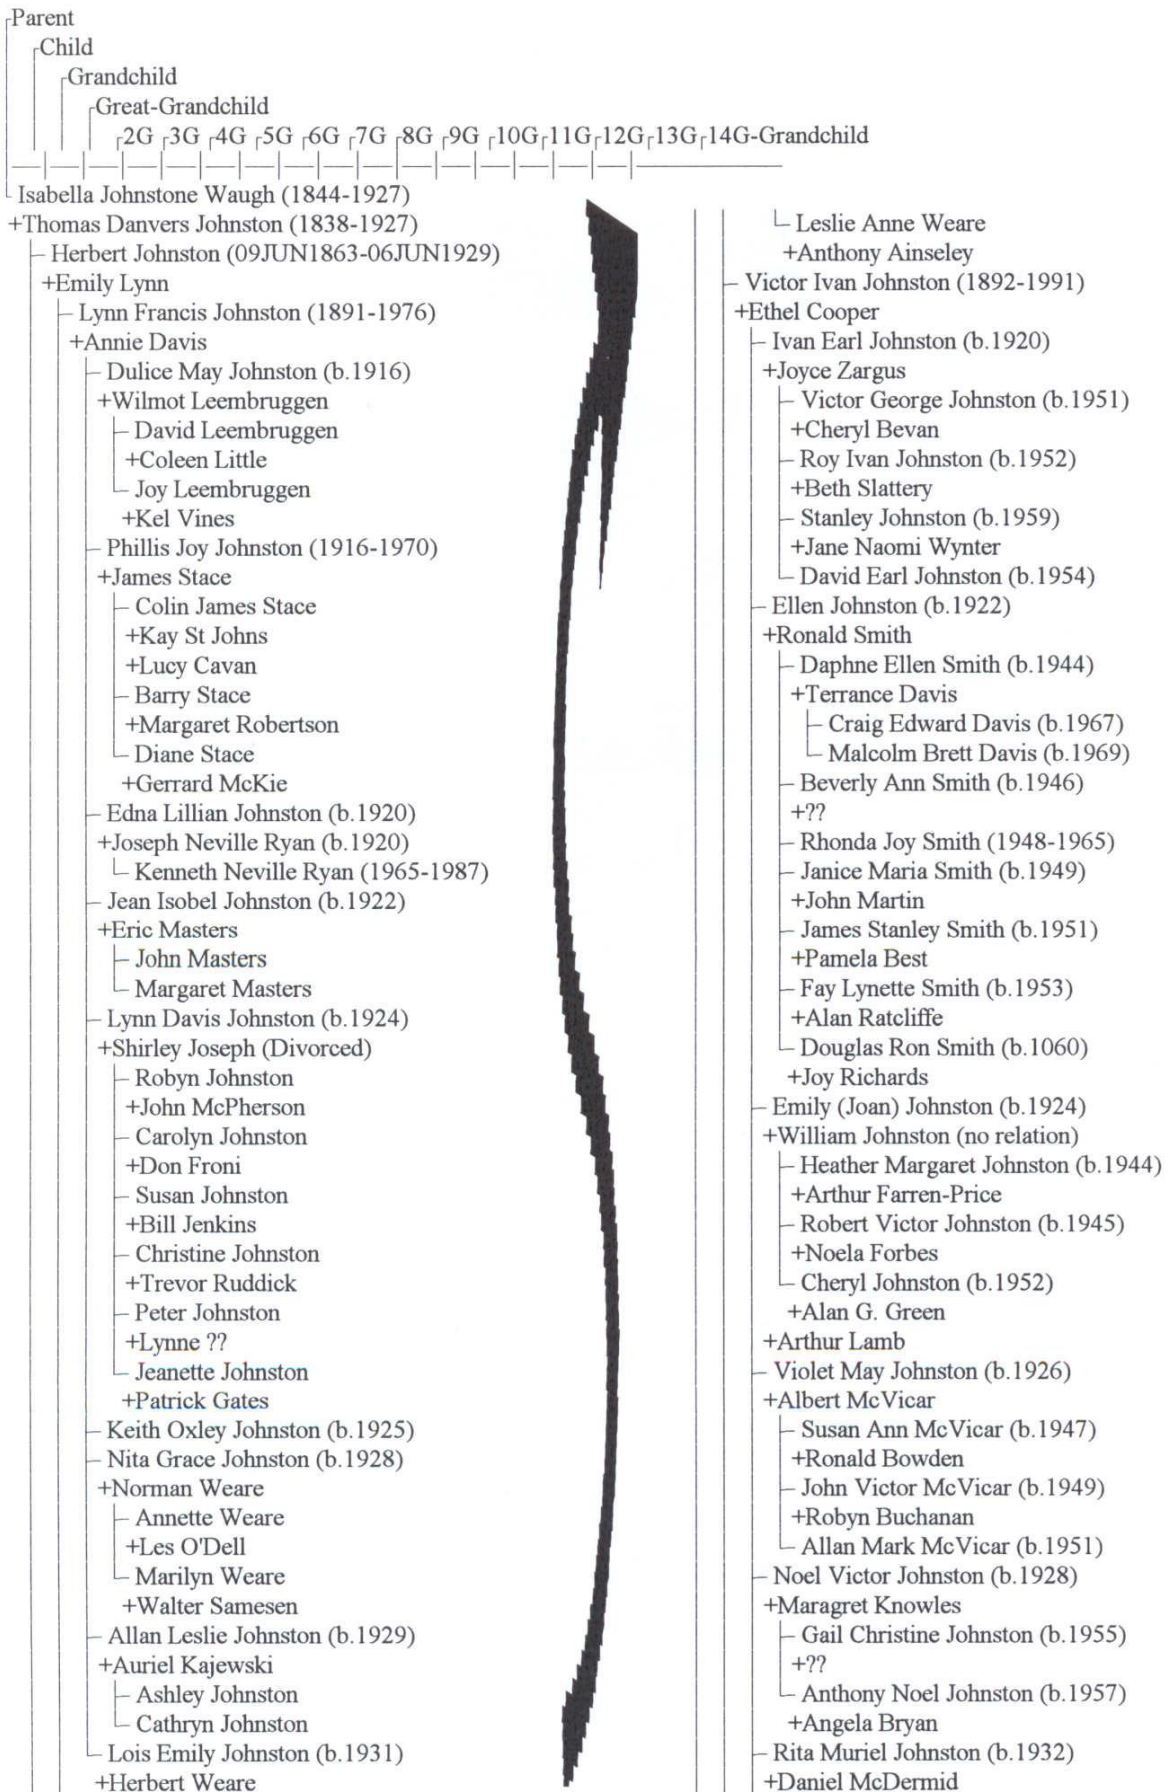 Parent
Child
Grandchild
Great-Grandchild
2G 3G 4G 5G 6G 7G 8G 9G 10G 11G 12G 13G 14G-Grandchild
Isabella Johnstone Waugh (1844-1927)
+Thomas Danvers Johnston (1838-1927)
Herbert Johnston (09JUN1863-06JUN1929)
+Emily Lynn
Lynn Francis Johnston (1891-1976)
+Annie Davis
Dulice May Johnston (b.1916)
+Wilmot Leembruggen
David Leembruggen
+Coleen Little
Joy Leembruggen
+Kel Vines
Phillis Joy Johnston (1916-1970)
+James Stace
Colin James Stace
+Kay St Johns
+Lucy Cavan
Barry Stace
+Margaret Robertson
Diane Stace
+Gerrard McKie
Edna Lillian Johnston (b.1920)
+Joseph Neville Ryan (b.1920)
Kenneth Neville Ryan (1965-1987)
Jean Isobel Johnston (b.1922)
+Eric Masters
John Masters
Margaret Masters
Lynn Davis Johnston (b.1924)
+Shirley Joseph (Divorced)
Robyn Johnston
+John McPherson
Carolyn Johnston
+Don Froni
Susan Johnston
+Bill Jenkins
Christine Johnston
+Trevor Ruddick
Peter Johnston
+Lynne ??
Jeanette Johnston
+Patrick Gates
Keith Oxley Johnston (b.1925)
Nita Grace Johnston (b.1928)
+Norman Weare
Annette Weare
+Les O'Dell
Marilyn Weare
+Walter Samesen
Allan Leslie Johnston (b.1929)
+Auriel Kajewski
Ashley Johnston
Cathryn Johnston
Lois Emily Johnston (b.1931)
+Herbert Weare
Leslie Anne Weare
+Anthony Ainseley
Victor Ivan Johnston (1892-1991)
+Ethel Cooper
Ivan Earl Johnston (b.1920)
+Joyce Zargus
Victor George Johnston (b.1951)
+Cheryl Bevan
Roy Ivan Johnston (b.1952)
+Beth Slattery
Stanley Johnston (b.1959)
+Jane Naomi Wynter
David Earl Johnston (b.1954)
Ellen Johnston (b.1922)
+Ronald Smith
Daphne Ellen Smith (b.1944)
+Terrance Davis
Craig Edward Davis (b.1967)
Malcolm Brett Davis (b.1969)
Beverly Ann Smith (b.1946)
+??
Rhonda Joy Smith (1948-1965)
Janice Maria Smith (b.1949)
+John Martin
James Stanley Smith (b.1951)
+Pamela Best
Fay Lynette Smith (b.1953)
+Alan Ratcliffe
Douglas Ron Smith (b.1060)
+Joy Richards
Emily (Joan) Johnston (b.1924)
+William Johnston (no relation)
Heather Margaret Johnston (b.1944)
+Arthur Farren-Price
Robert Victor Johnston (b.1945)
+Noela Forbes
Cheryl Johnston (b.1952)
+Alan G. Green
+Arthur Lamb
Violet May Johnston (b.1926)
+Albert McVicar
Susan Ann McVicar (b.1947)
+Ronald Bowden
John Victor McVicar (b.1949)
+Robyn Buchanan
Allan Mark McVicar (b.1951)
Noel Victor Johnston (b.1928)
+Maragret Knowles
Gail Christine Johnston (b.1955)
+??
Anthony Noel Johnston (b.1957)
+Angela Bryan
Rita Muriel Johnston (b.1932)
+Daniel McDermid